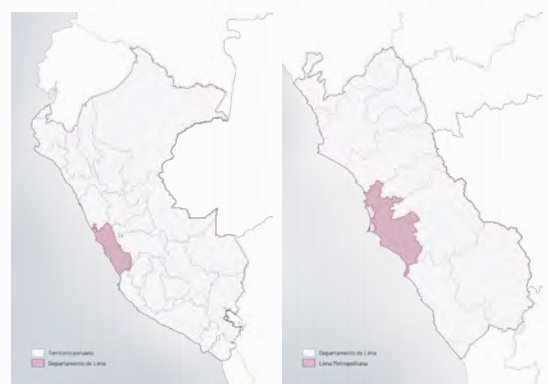 Territorio peruano
Departamento de Lima
Departamento de Lima
Lima Metropolitana